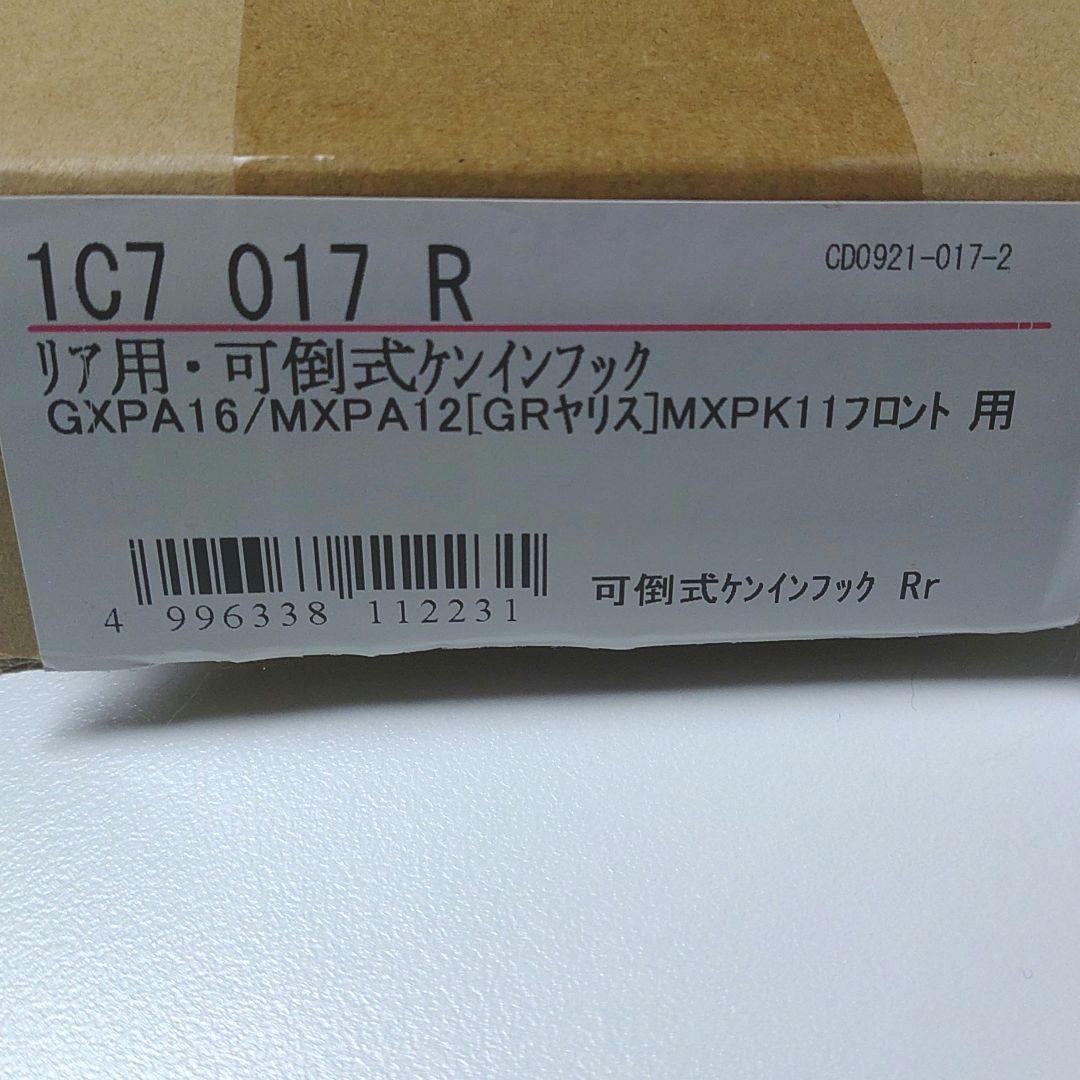 1C7 017 R
CD0921-017-2
ﾘｱ用・可倒式ｹﾝｲﾝﾌｯｸ
GXPA16/MXPA12[GRﾔﾘｽ]MXPK11ﾌﾛﾝﾄ 用
4 996338 112231
可倒式ｹﾝｲﾝﾌｯｸ Rr